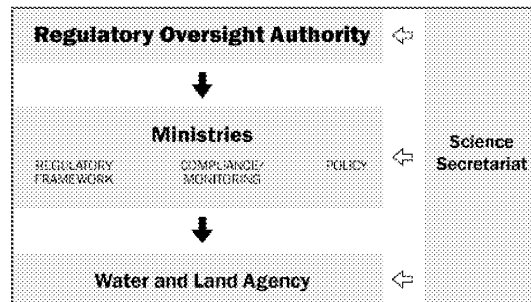 Regulatory Oversight Authority
Ministries
REGULATORY
FRAMEWORK
COMPLIANCE/
MONITORING
POLICY
Water and Land Agency
Science
Secretariat